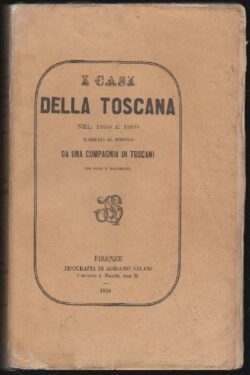 I CASI
DELLA TOSCANA
NEL 1859 E 1860
NARRATI AL POPOLO
DA UNA COMPAGNIA DI TOSCANI
FIRENZE
TIPOGRAFIA DI ADRIANO SALANI